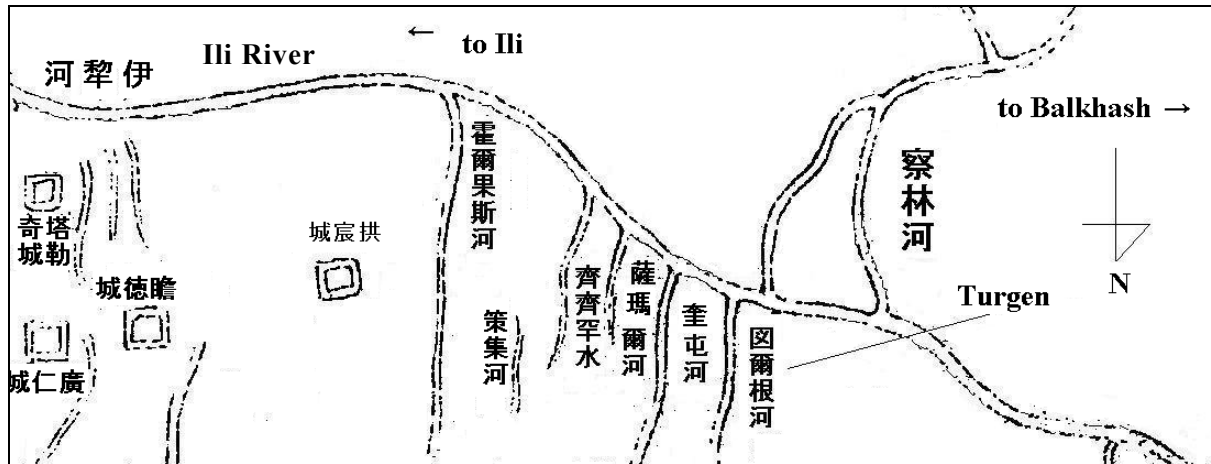 Ili River
← to Ili
伊犂河
to Balkhash →
霍爾果斯河
察林河
塔勒
奇城
拱宸城
齊齊罕水
薩瑪爾河
N
瞻徳城
Turgen
策集河
奎屯河
図爾根河
廣仁城